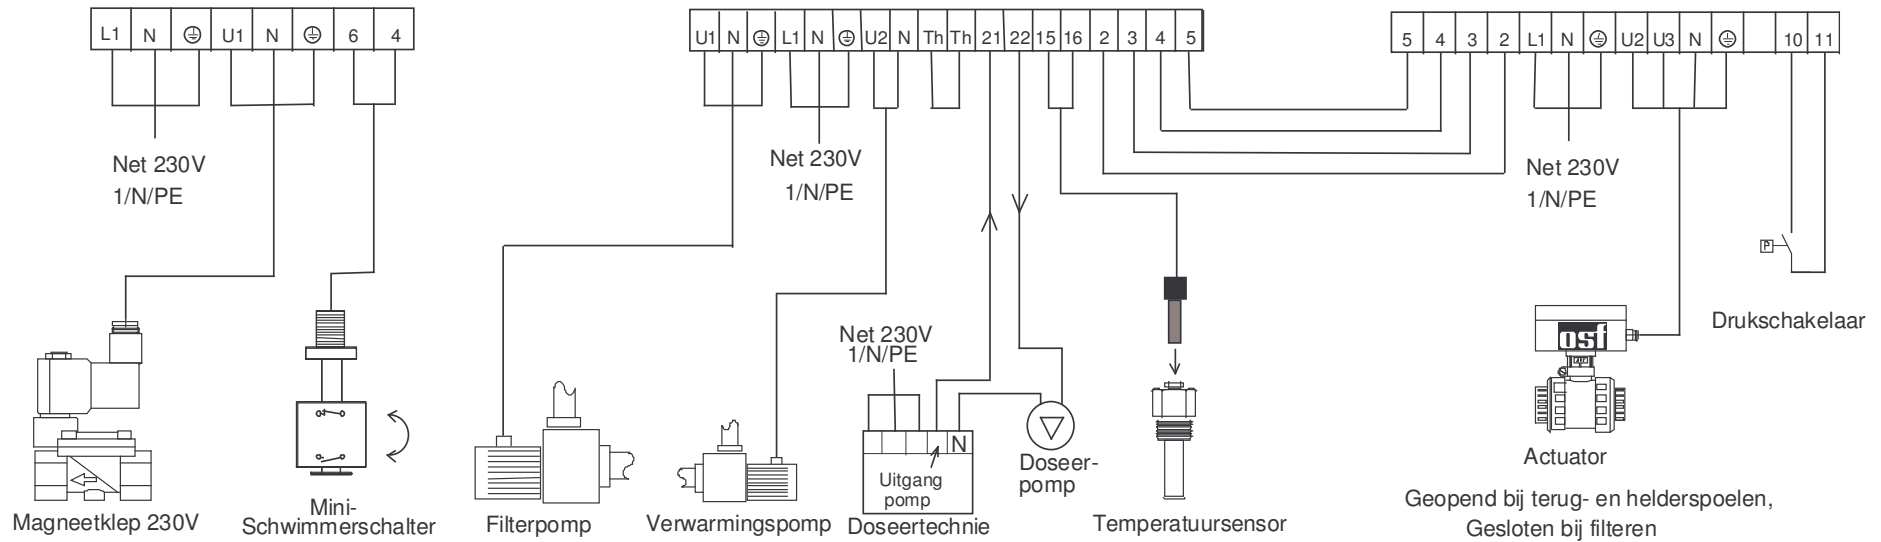 L1 N U1 N 6 4
U1 N L1 N U2 N Th Th 21 22 15 16 2 3 4 5
5 4 3 2 L1 N U2 U3 N 10 11
Net 230V
1/N/PE
Net 230V
1/N/PE
Net 230V
1/N/PE
P
Net 230V
1/N/PE
Drukschakelaar
osf
N
Uitgang
pomp
Doseer-
pomp
Actuator
Geopend bij terug- en helderspoelen,
Gesloten bij filteren
Magneetklep 230V
Mini-
Schwimmerschalter
Filterpomp
Verwarmingspomp
Doseertechnie
Temperatuursensor